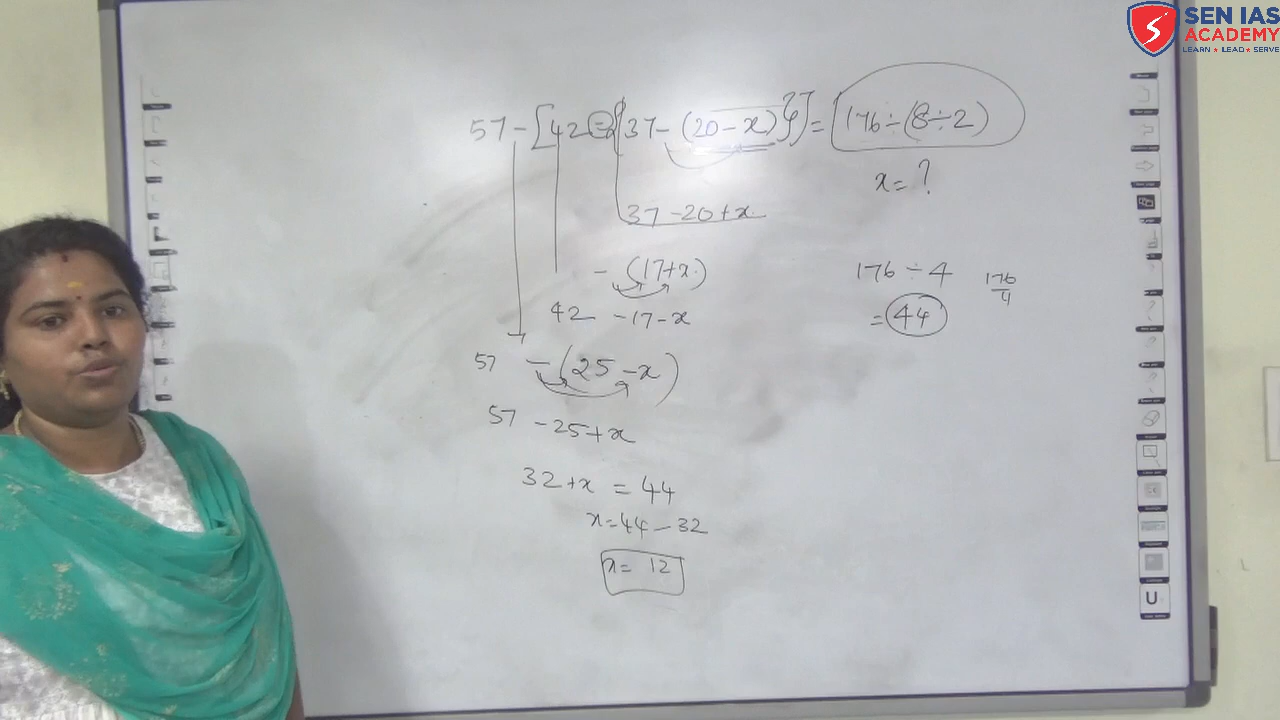 SEN IAS
ACADEMY
LEARN ★ LEAD ★ SERVE
57 - [42 - {37 - (20 - x)}] = 176 ÷ (8 ÷ 2)
x = ?
37 - 20 + x
- (17 + x)
42 - 17 - x
57 - (25 - x)
57 - 25 + x
32 + x = 44
x = 44 - 32
x = 12
176 ÷ 4
176
4
= 44
U